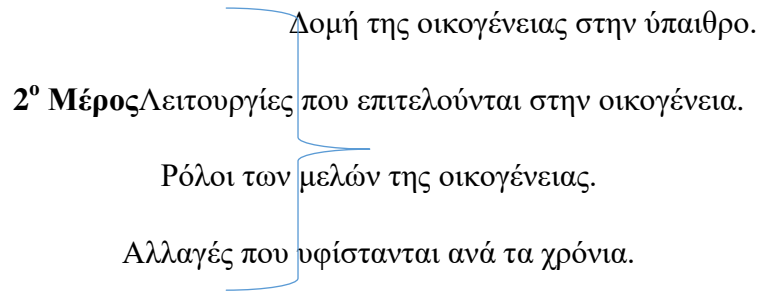 Δομή της οικογένειας στην ύπαιθρο.
2ο ΜέροςΛειτουργίες που επιτελούνται στην οικογένεια.
Ρόλοι των μελών της οικογένειας.
Αλλαγές που υφίστανται ανά τα χρόνια.